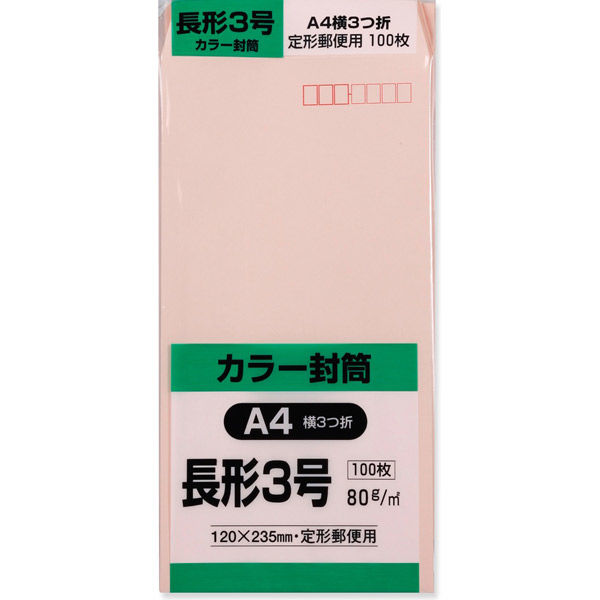 長形3号
カラー封筒
A4横3つ折
定形郵便用 100枚
カラー封筒
A4 横3つ折
長形3号
100枚
80g/㎡
120×235mm・定形郵便用